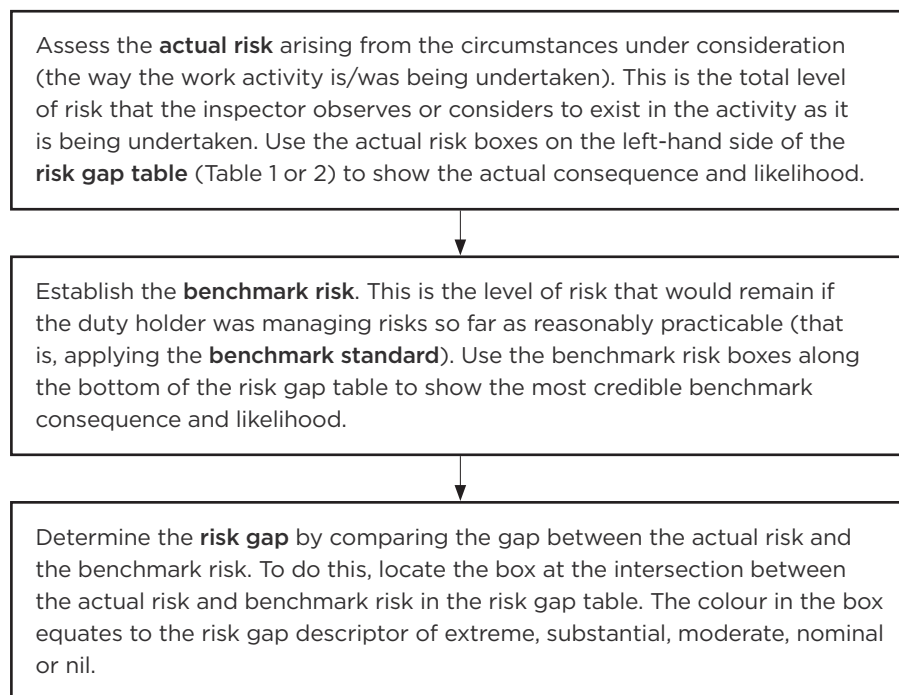 Assess the actual risk arising from the circumstances under consideration
(the way the work activity is/was being undertaken). This is the total level
of risk that the inspector observes or considers to exist in the activity as it
is being undertaken. Use the actual risk boxes on the left-hand side of the
risk gap table (Table 1 or 2) to show the actual consequence and likelihood.
Establish the benchmark risk. This is the level of risk that would remain if
the duty holder was managing risks so far as reasonably practicable (that
is, applying the benchmark standard). Use the benchmark risk boxes along
the bottom of the risk gap table to show the most credible benchmark
consequence and likelihood.
Determine the risk gap by comparing the gap between the actual risk and
the benchmark risk. To do this, locate the box at the intersection between
the actual risk and benchmark risk in the risk gap table. The colour in the box
equates to the risk gap descriptor of extreme, substantial, moderate, nominal
or nil.